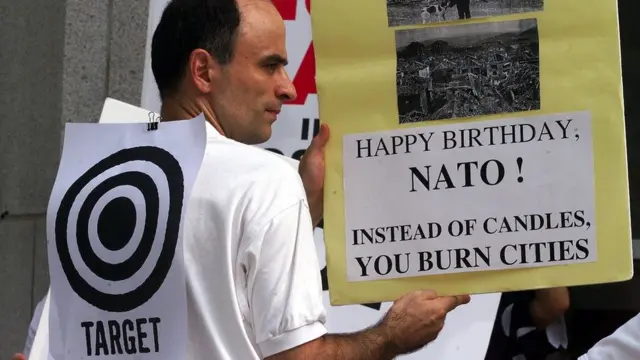 HAPPY BIRTHDAY,
NATO!
INSTEAD OF CANDLES,
YOU BURN CITIES
TARGET